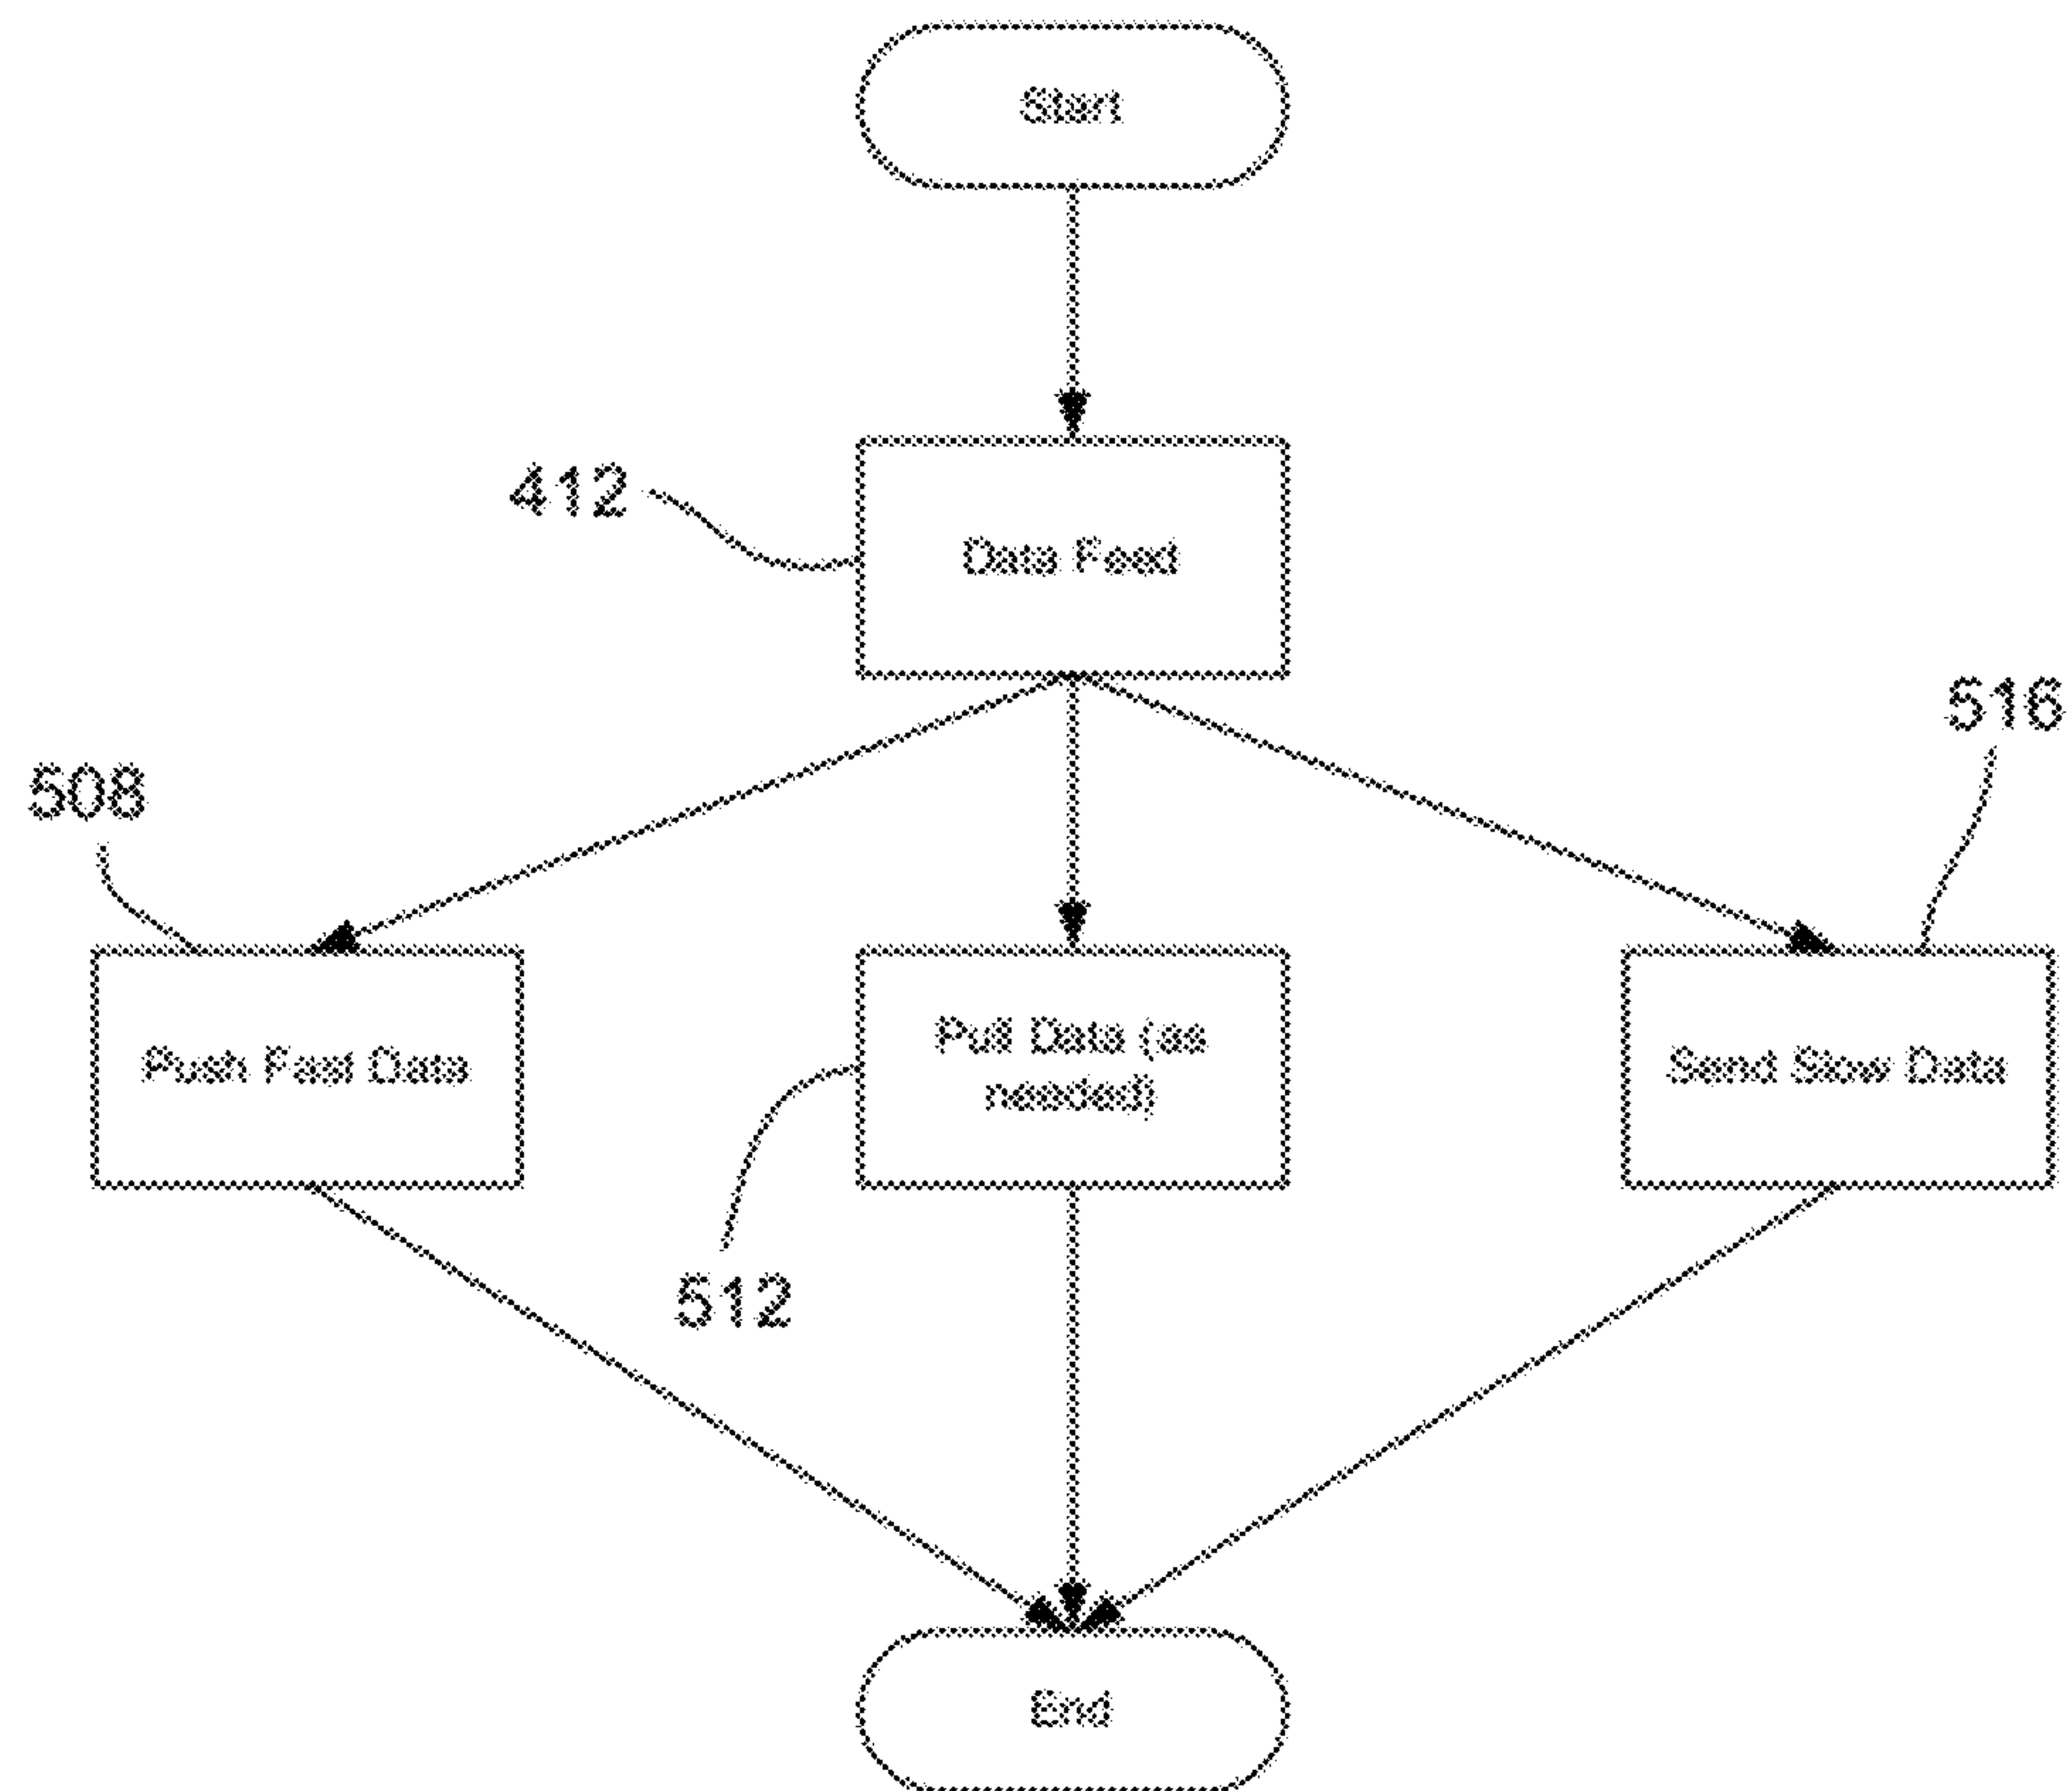 Start
412
Data Feed
516
508
Push Fast Data
Pull Data (as
needed)
Send Slow Data
512
End